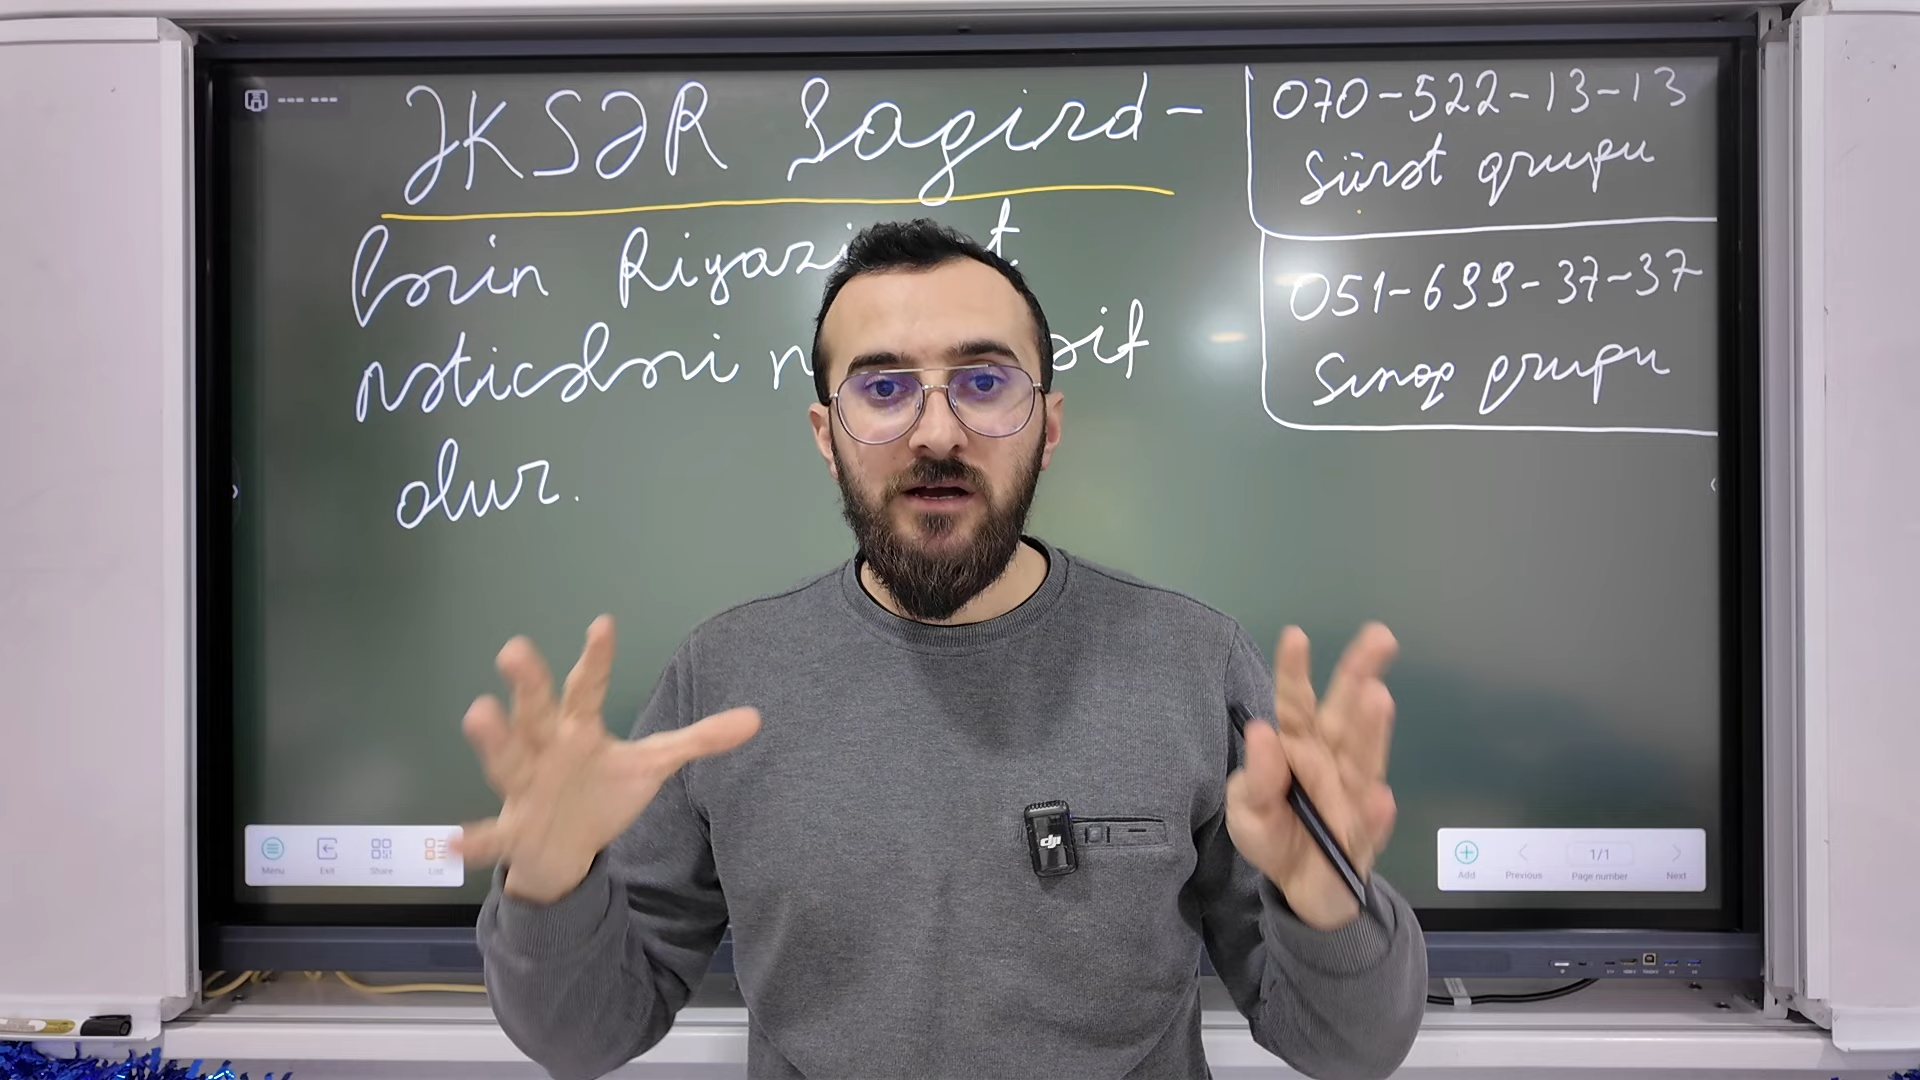 ƏKSƏR Şagird-
lərin Riyaziyyat
nəticələri
olur.
070-522-13-13
Sürət qrupu
051-699-37-37
Sınaq qrupu
dji
Menu
Exit
Share
List
Add
Previous
1/1
Page number
Next